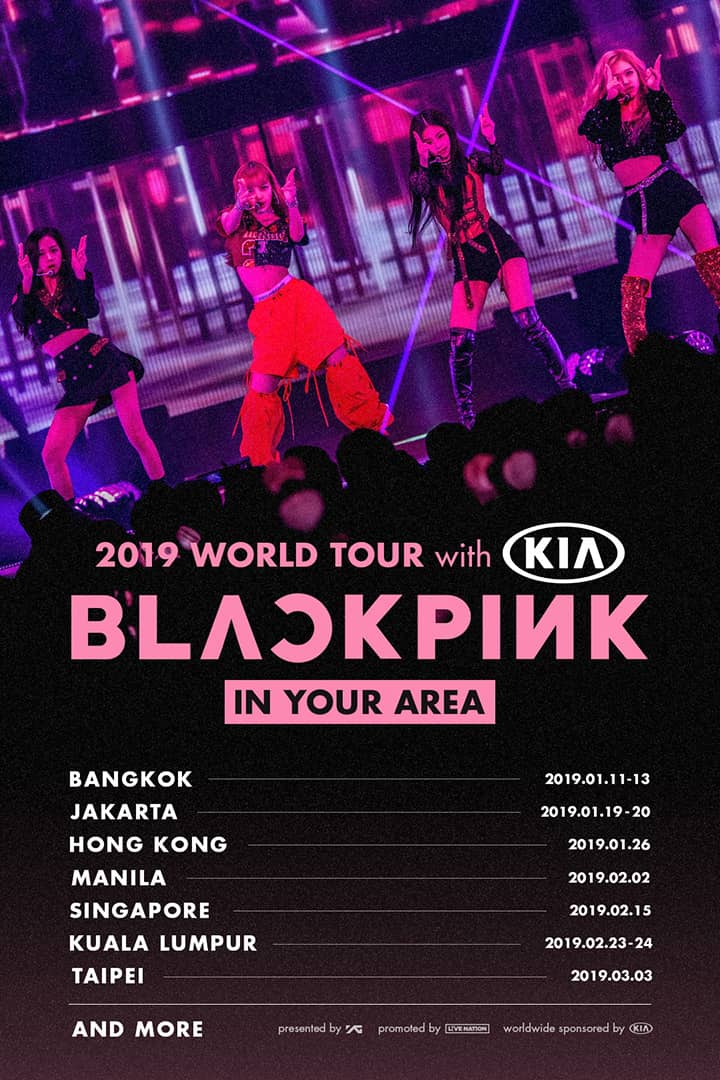 2019 WORLD TOUR with KIA
BLACKPINK
IN YOUR AREA
BANGKOK 2019.01.11-13
JAKARTA 2019.01.19-20
HONG KONG 2019.01.26
MANILA 2019.02.02
SINGAPORE 2019.02.15
KUALA LUMPUR 2019.02.23-24
TAIPEI 2019.03.03
AND MORE presented by YG promoted by LIVE NATION worldwide sponsored by KIA